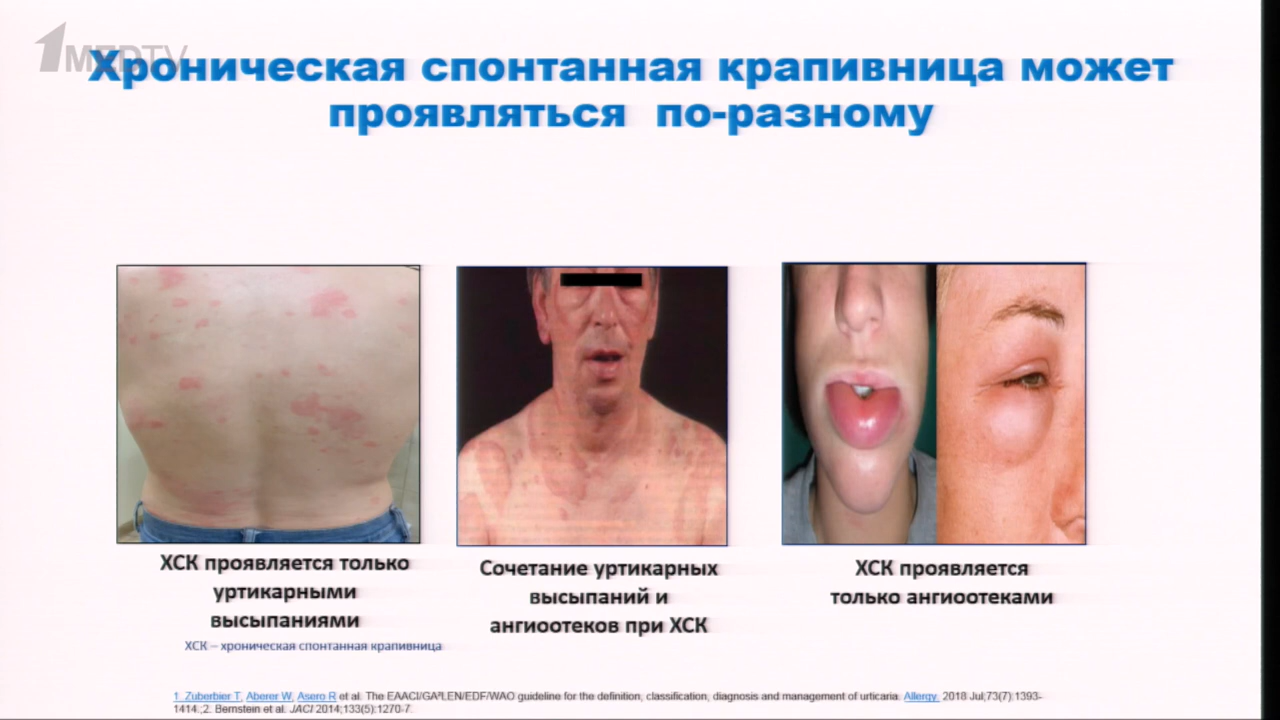 1MEDTV
Хроническая спонтанная крапивница может
проявляться по-разному
ХСК проявляется только
уртикарными
высыпаниями
Сочетание уртикарных
высыпаний и
ангиоотеков при ХСК
ХСК проявляется
только ангиоотеками
ХСК – хроническая спонтанная крапивница
1. Zuberbier T, Aberer W, Asero R et al. The EAACI/GA²LEN/EDF/WAO guideline for the definition, classification, diagnosis and management of urticaria. Allergy. 2018 Jul;73(7):1393-
1414.;2. Bernstein et al. JACI 2014;133(5):1270-7.